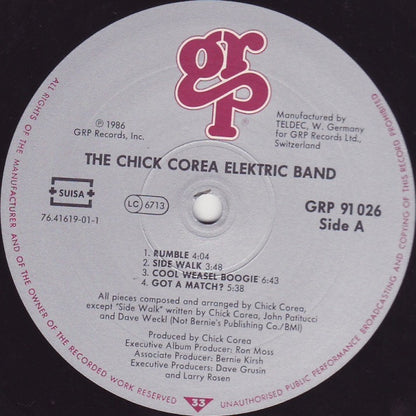 grp
®
℗ 1986
GRP Records, Inc.
Manufactured by
TELDEC, W. Germany
for GRP Records Ltd.,
Switzerland
THE CHICK COREA ELEKTRIC BAND
SUISA
76.41619-01-1
LC 6713
GRP 91 026
Side A
1. RUMBLE 4:04
2. SIDE WALK 3:48
3. COOL WEASEL BOOGIE 6:43
4. GOT A MATCH? 5:38
All pieces composed and arranged by Chick Corea,
except "Side Walk" written by Chick Corea, John Patitucci
and Dave Weckl (Not Bernie's Publishing Co./BMI)
Produced by Chick Corea
Executive Album Producer: Ron Moss
Associate Producer: Bernie Kirsh
Executive Producers: Dave Grusin
and Larry Rosen
33
ALL RIGHTS OF THE MANUFACTURER AND OF THE OWNER OF THE RECORDED WORK RESERVED
UNAUTHORISED PUBLIC PERFORMANCE BROADCASTING AND COPYING OF THIS RECORD PROHIBITED